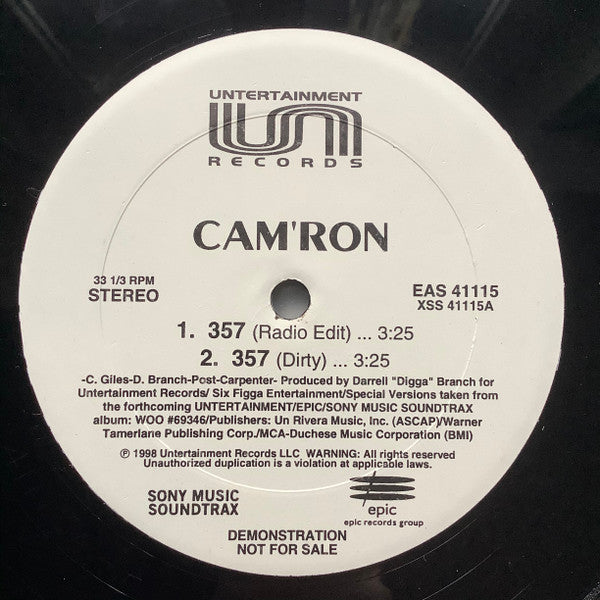 UNTERTAINMENT
UN
RECORDS
CAM'RON
33 1/3 RPM
STEREO
EAS 41115
XSS 41115A
1. 357 (Radio Edit) ... 3:25
2. 357 (Dirty) ... 3:25
-C. Giles-D. Branch-Post-Carpenter- Produced by Darrell "Digga" Branch for
Untertainment Records/ Six Figga Entertainment/Special Versions taken from
the forthcoming UNTERTAINMENT/EPIC/SONY MUSIC SOUNDTRAX
album: WOO #69346/Publishers: Un Rivera Music, Inc. (ASCAP)/Warner
Tamerlane Publishing Corp./MCA-Duchese Music Corporation (BMI)
℗ 1998 Untertainment Records LLC WARNING: All rights reserved
Unauthorized duplication is a violation at applicable laws.
SONY MUSIC
SOUNDTRAX
epic
epic records group
DEMONSTRATION
NOT FOR SALE